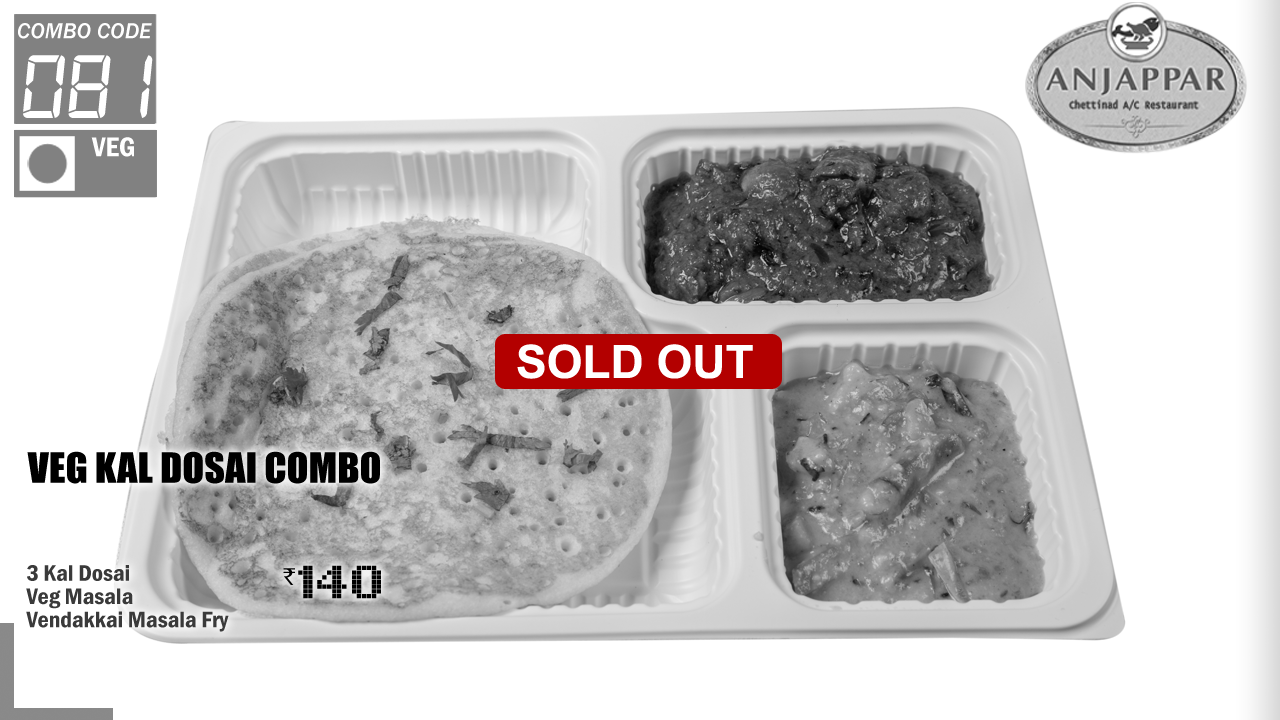 COMBO CODE
081
VEG
ANJAPPAR
Chettinad A/C Restaurant
SOLD OUT
VEG KAL DOSAI COMBO
3 Kal Dosai
Veg Masala
Vendakkai Masala Fry
₹140